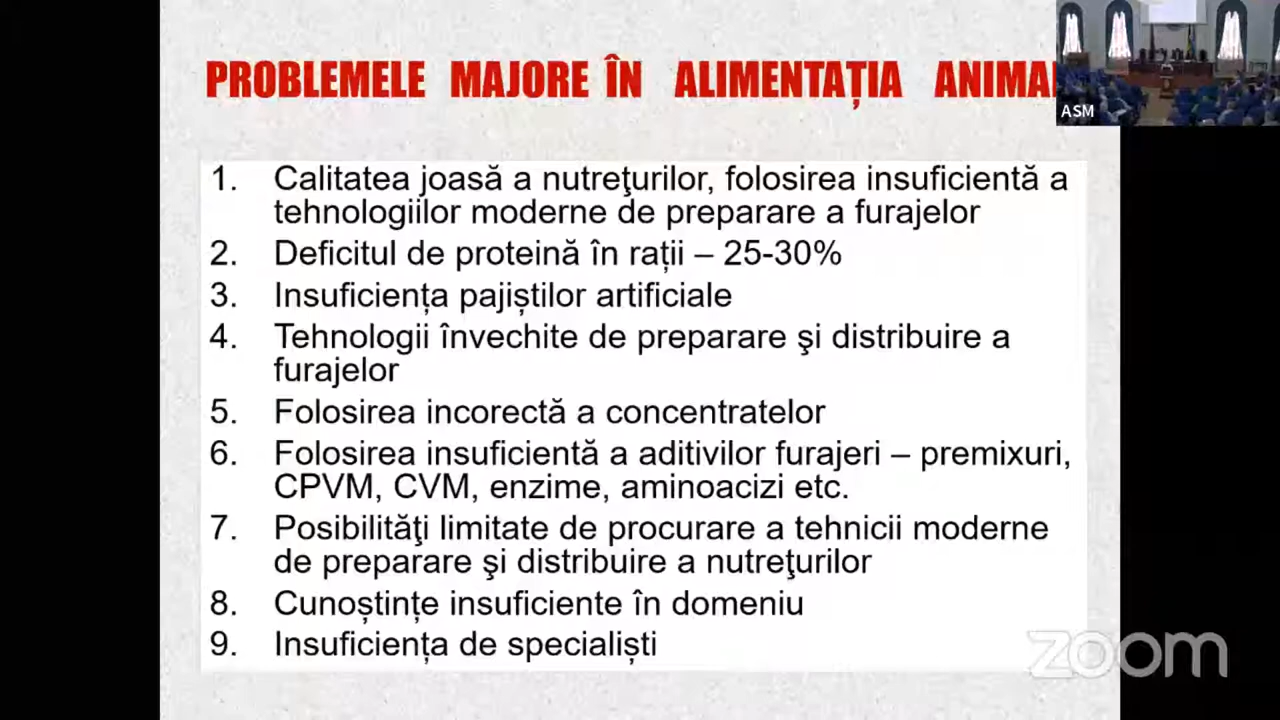 PROBLEMELE MAJORE ÎN ALIMENTAȚIA
ASM
1. Calitatea joasă a nutreţurilor, folosirea insuficientă a
tehnologiilor moderne de preparare a furajelor
2. Deficitul de proteină în rații – 25-30%
3. Insuficiența pajiștilor artificiale
4. Tehnologii învechite de preparare şi distribuire a
furajelor
5. Folosirea incorectă a concentratelor
6. Folosirea insuficientă a aditivilor furajeri – premixuri,
CPVM, CVM, enzime, aminoacizi etc.
7. Posibilităţi limitate de procurare a tehnicii moderne
de preparare şi distribuire a nutreţurilor
8. Cunoștințe insuficiente în domeniu
9. Insuficiența de specialiști
zoom